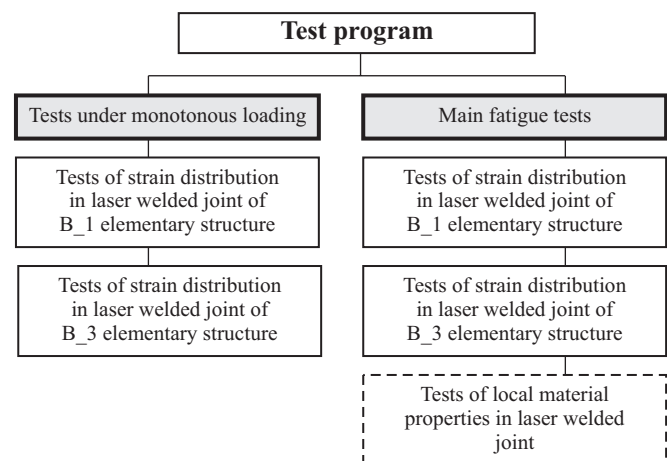 Test program
Tests under monotonous loading
Main fatigue tests
Tests of strain distribution
in laser welded joint of
B_1 elementary structure
Tests of strain distribution
in laser welded joint of
B_1 elementary structure
Tests of strain distribution
in laser welded joint of
B_3 elementary structure
Tests of strain distribution
in laser welded joint of
B_3 elementary structure
Tests of local material
properties in laser welded
joint